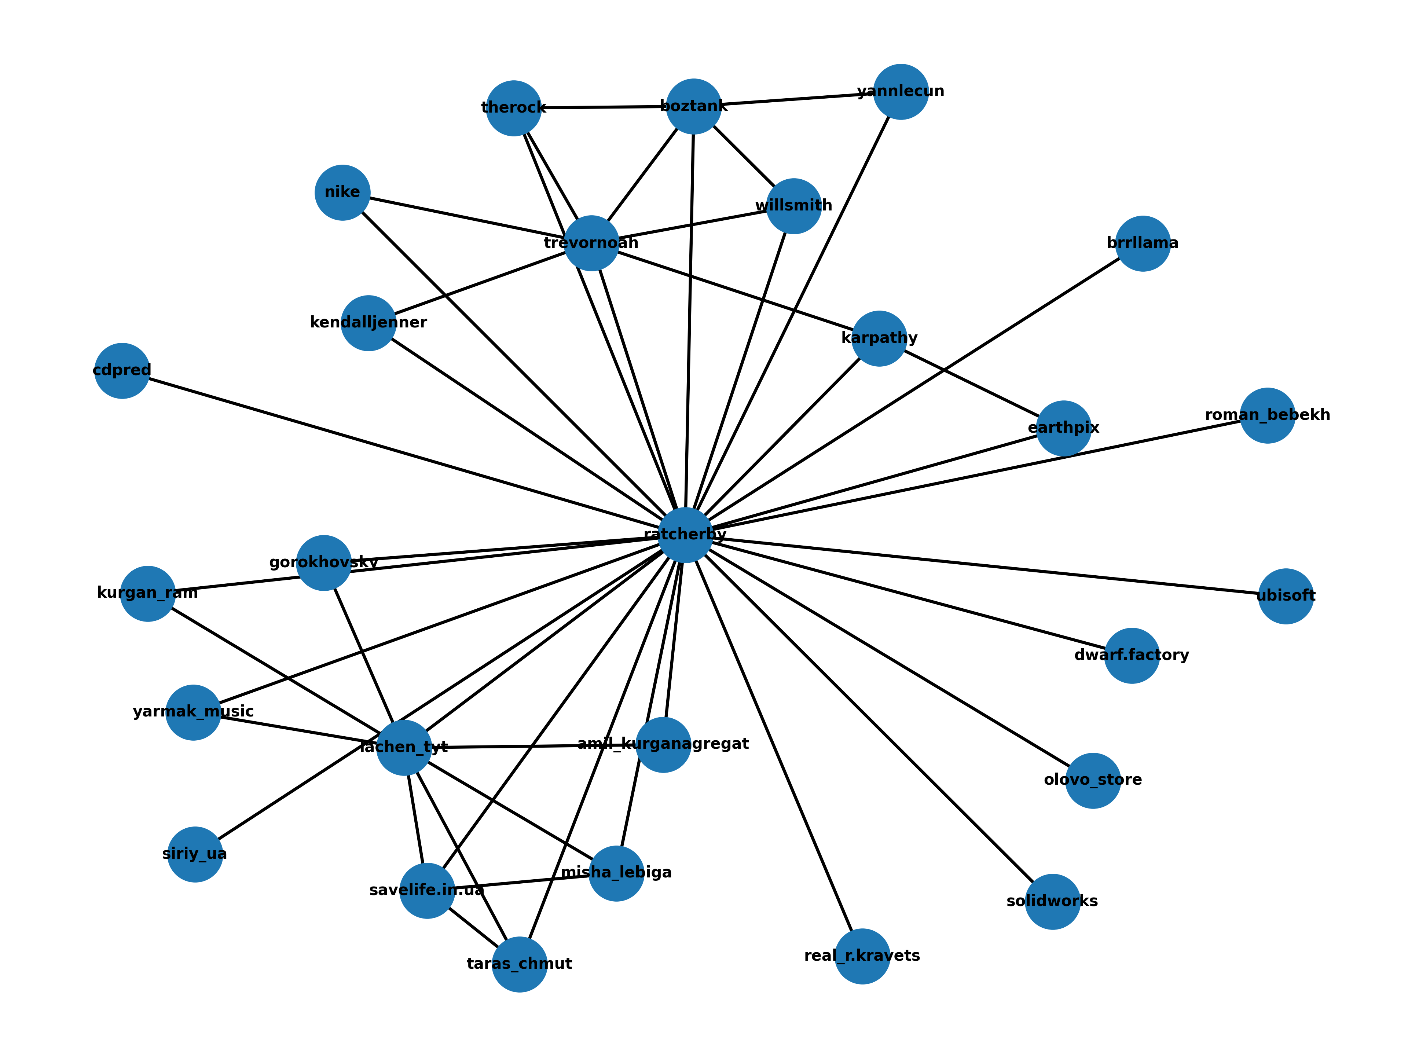 yannlecun
therock
boztank
nike
willsmith
trevornoah
brrllama
kendalljenner
karpathy
cdpred
roman_bebekh
earthpix
ratcherby
gorokhovsky
kurgan_ram
ubisoft
dwarf.factory
yarmak_music
lachen_tyt
amil_kurganagregat
olovo_store
siriy_ua
misha_lebiga
savelife.in.ua
solidworks
real_r.kravets
taras_chmut